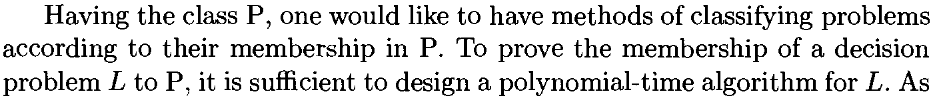 Having the class P, one would like to have methods of classifying problems
according to their membership in P. To prove the membership of a decision
problem L to P, it is sufficient to design a polynomial-time algorithm for L. As